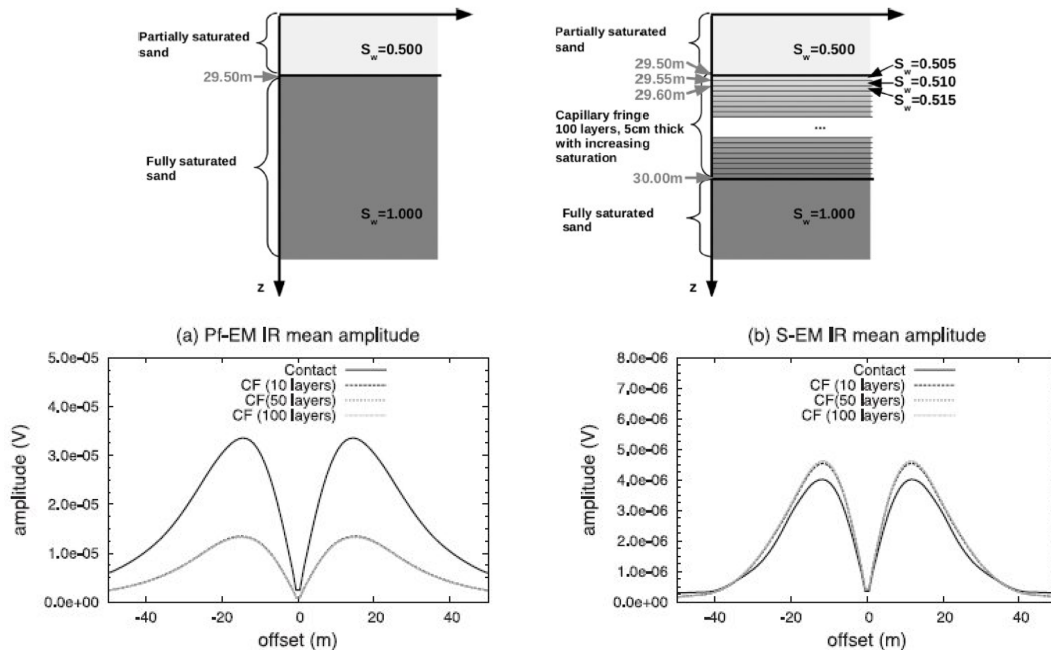 Partially saturated
sand
S_w=0.500
29.50m
Fully saturated
sand
S_w=1.000
z
Partially saturated
sand
S_w=0.500
29.50m
29.55m
29.60m
S_w=0.505
S_w=0.510
S_w=0.515
Capillary fringe
100 layers, 5cm thick
with increasing
saturation
...
30.00m
Fully saturated
sand
S_w=1.000
z
(a) Pf-EM IR mean amplitude
5.0e-05
4.0e-05
3.0e-05
2.0e-05
1.0e-05
0.0e+00
amplitude (V)
Contact
CF (10 layers)
CF(50 layers)
CF (100 layers)
-40 -20 0 20 40
offset (m)
(b) S-EM IR mean amplitude
8.0e-06
7.0e-06
6.0e-06
5.0e-06
4.0e-06
3.0e-06
2.0e-06
1.0e-06
0.0e+00
amplitude (V)
Contact
CF (10 layers)
CF(50 layers)
CF (100 layers)
-40 -20 0 20 40
offset (m)